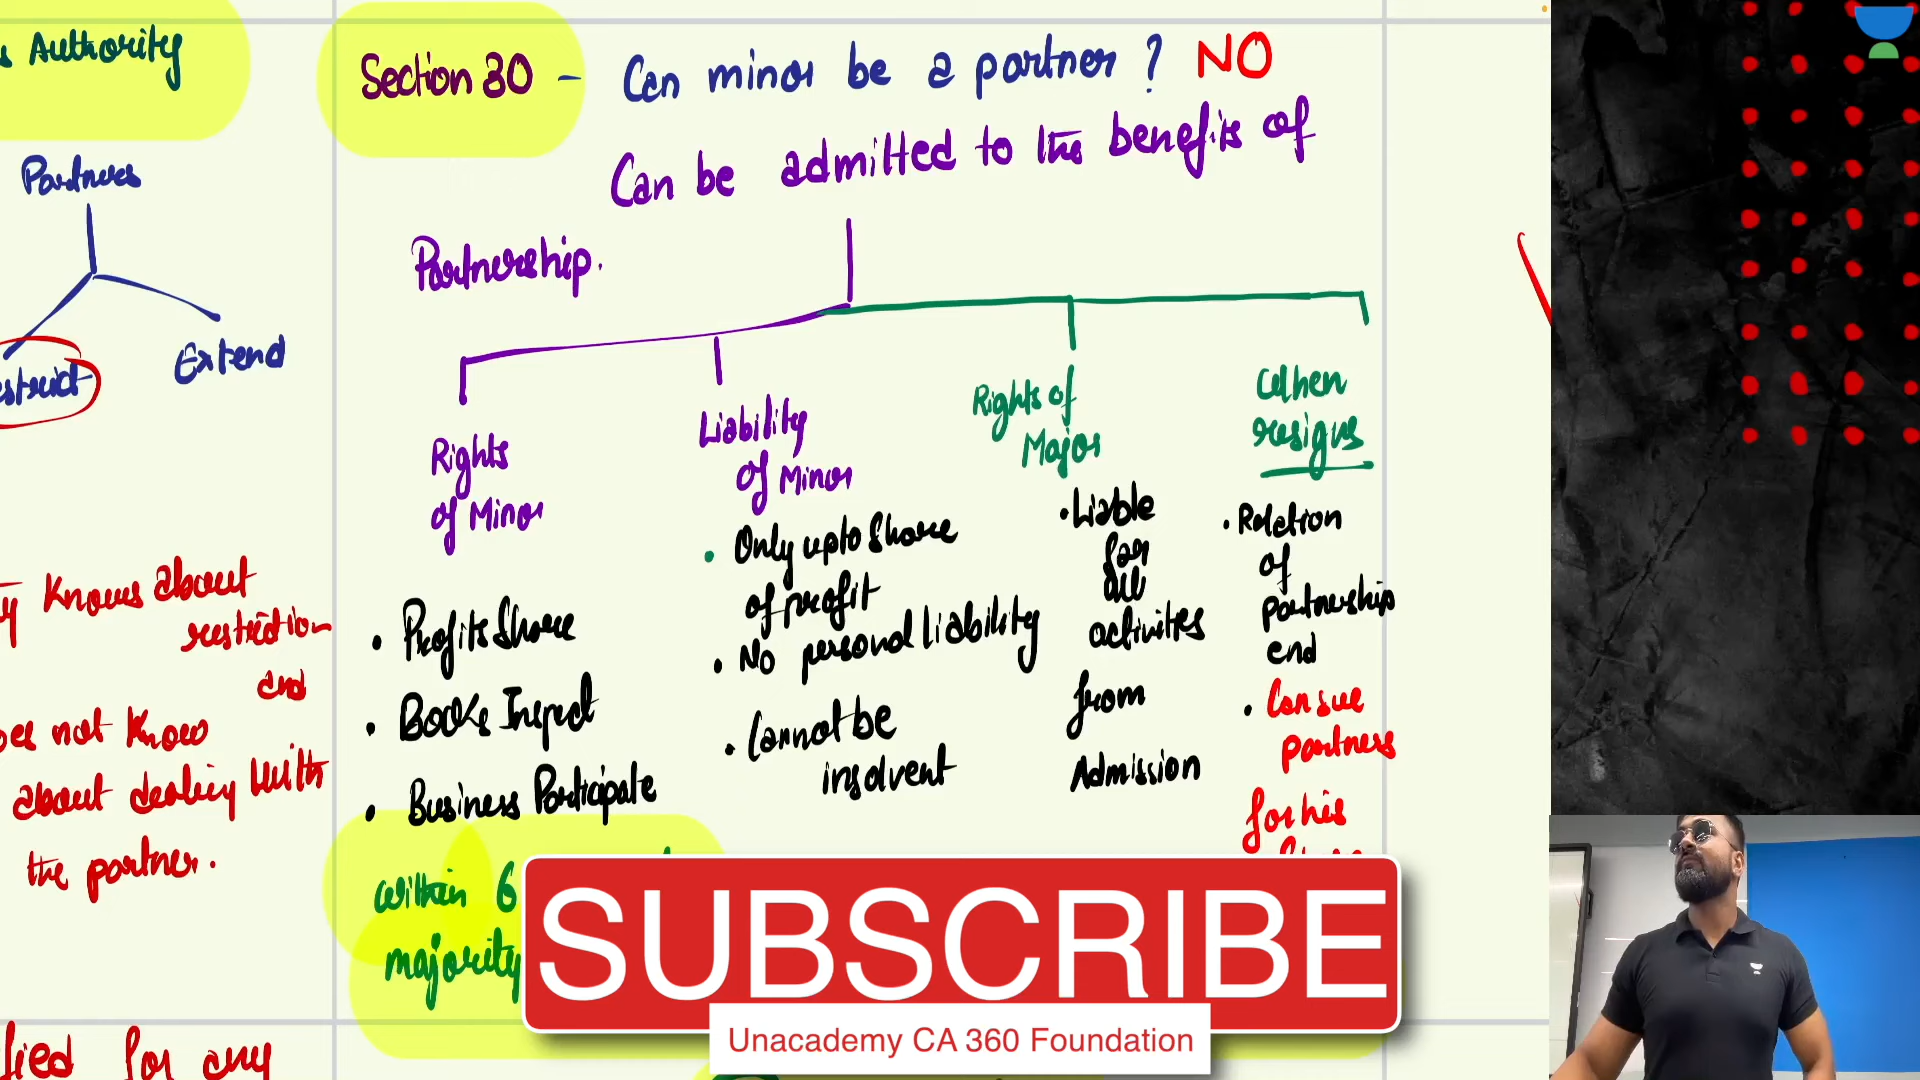 Authority
Partners
Extend
Knows about
restriction
and
not know
about dealing with
the partner.
for any
Section 30 - Can minor be a partner? NO
Can be admitted to the benefits of
Partnership.
Rights
of Minor
• Profits Share
• Books Inspect
• Business Participate
Liability
of Minor
• Only upto Share
of profit
• No personal liability
• Cannot be
insolvent
Rights of
Major
• Liable
for
all
activities
from
Admission
When
resigns
• Relation
of
partnership
end
• Can sue
partners
for his
within 6
majority
SUBSCRIBE
Unacademy CA 360 Foundation